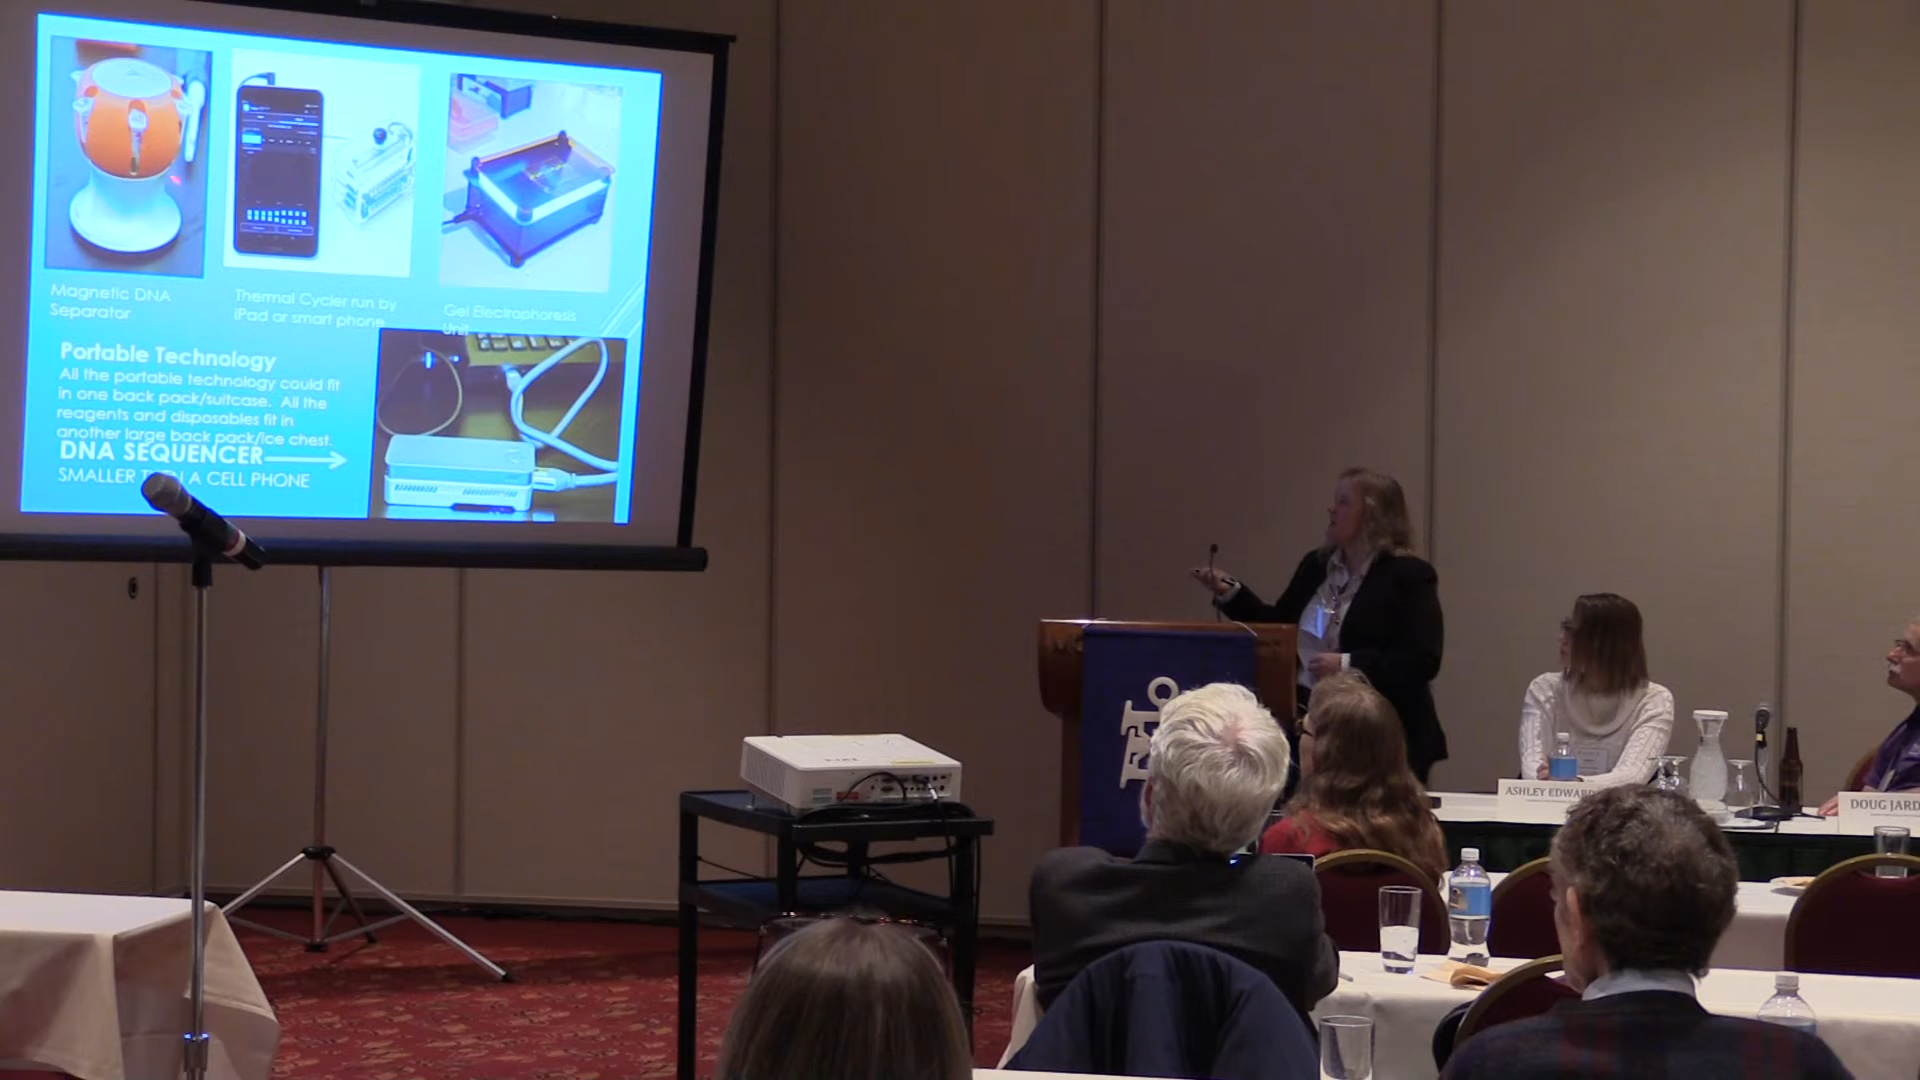 Magnetic DNA
Separator
Thermal Cycler run by
iPad or smart phone
Gel Electrophoresis
Unit
Portable Technology
All the portable technology could fit
in one back pack/suitcase. All the
reagents and disposables fit in
another large back pack/ice chest.
DNA SEQUENCER
SMALLER A CELL PHONE
ASHLEY EDWARD
DOUG JARD